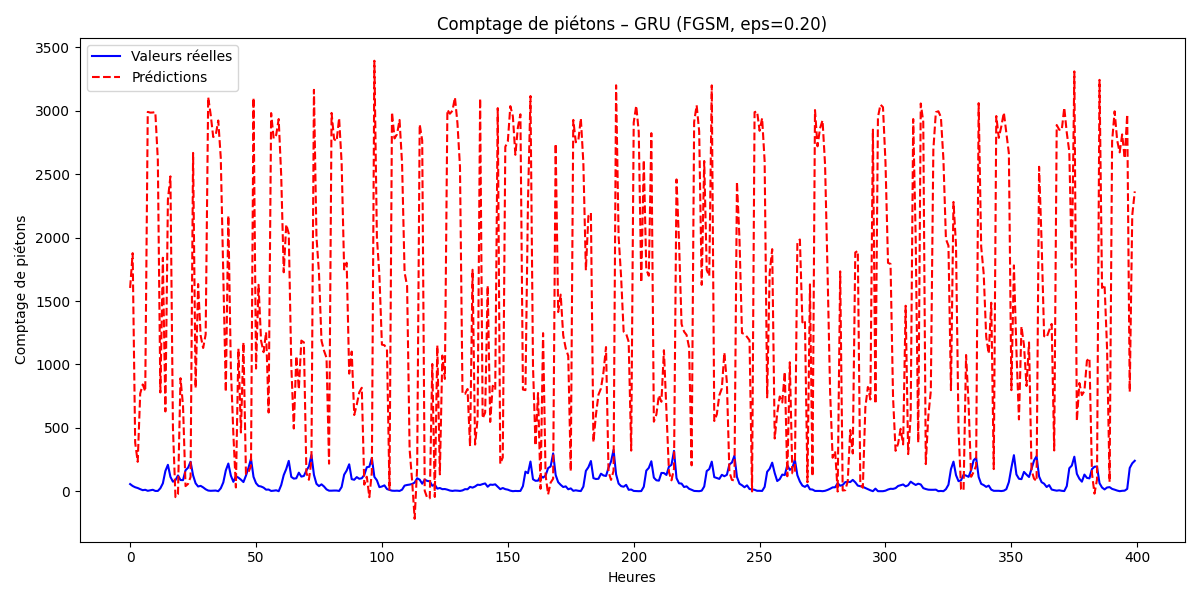 Comptage de piétons – GRU (FGSM, eps=0.20)
Valeurs réelles
Prédictions
3500
3000
2500
2000
1500
1000
500
0
Comptage de piétons
0 50 100 150 200 250 300 350 400
Heures